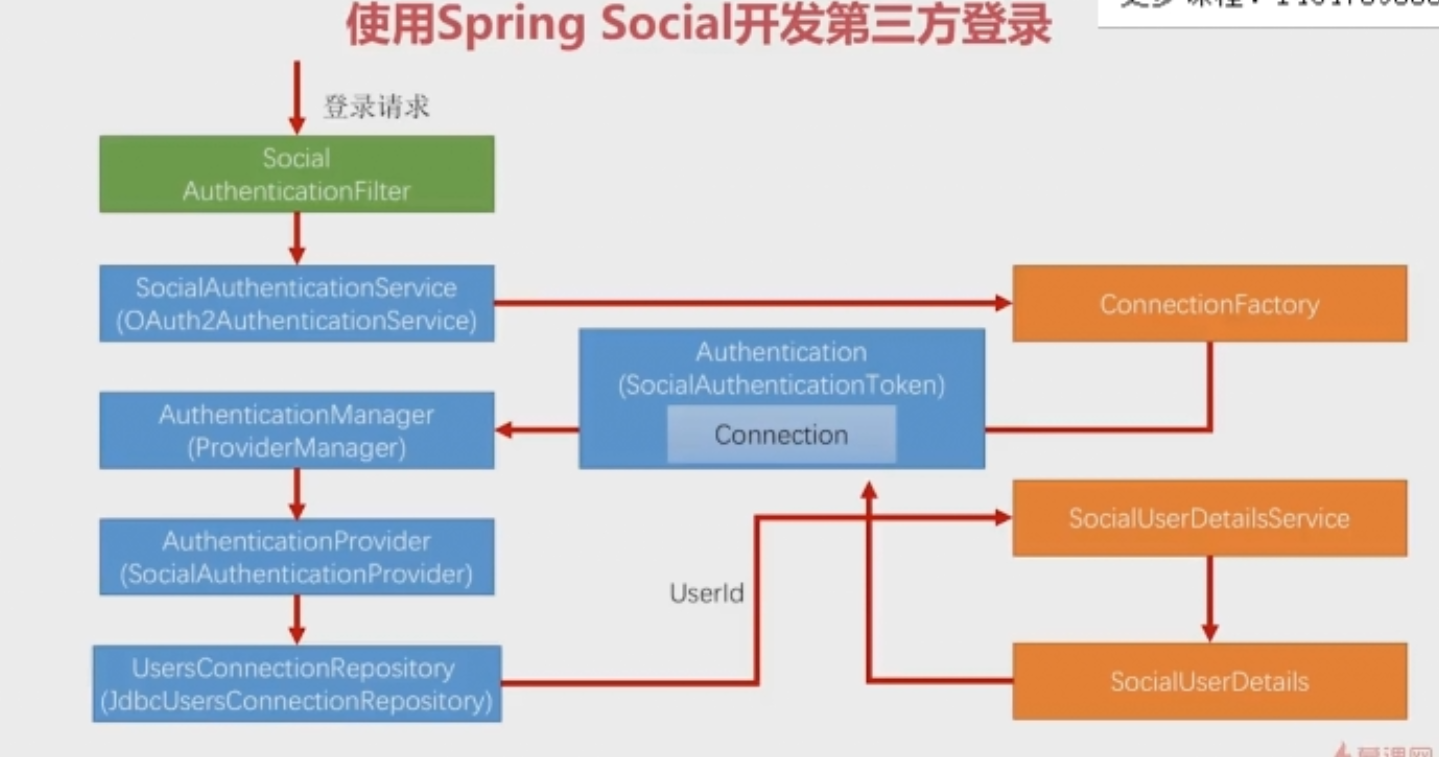 使用Spring Social开发第三方登录
登录请求
Social
AuthenticationFilter
SocialAuthenticationService
(OAuth2AuthenticationService)
ConnectionFactory
Authentication
(SocialAuthenticationToken)
Connection
AuthenticationManager
(ProviderManager)
SocialUserDetailsService
AuthenticationProvider
(SocialAuthenticationProvider)
UserId
UsersConnectionRepository
(JdbcUsersConnectionRepository)
SocialUserDetails